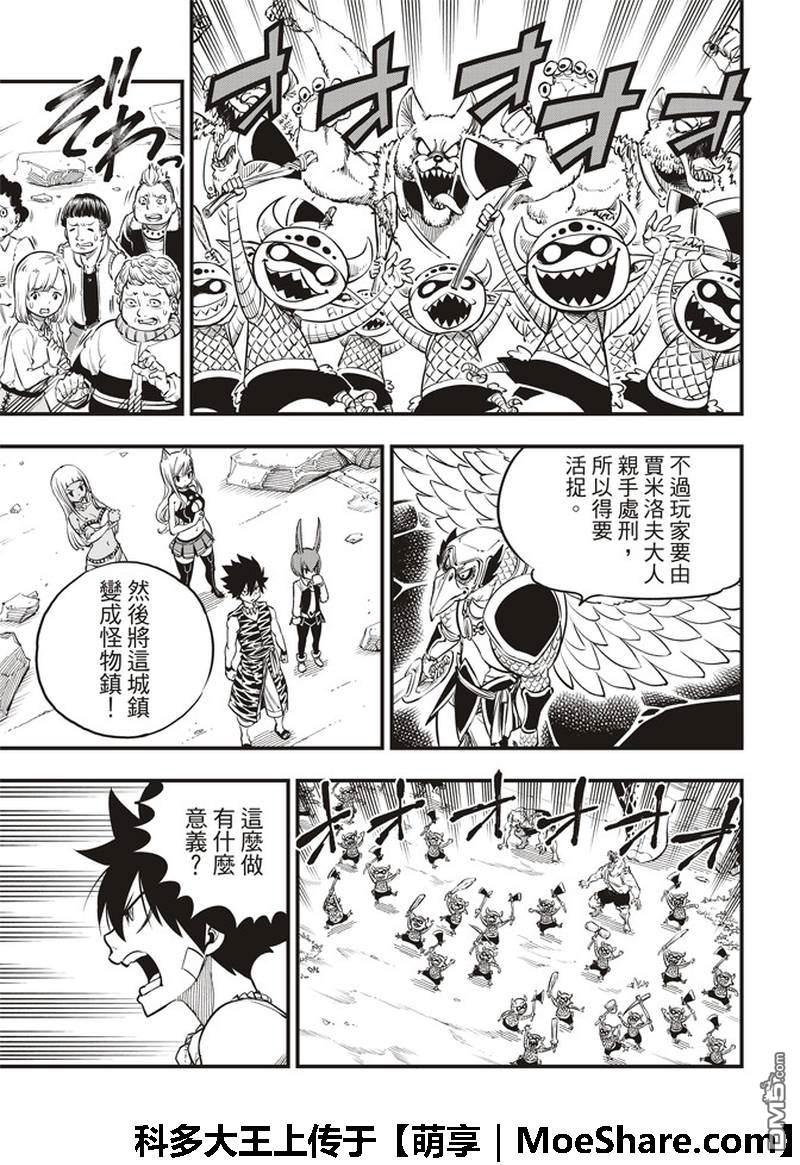 オオオオオ
ざわっ
不過玩家要由
賈米洛夫大人
親手處刑，
所以得要
活捉。
然後將這城鎮
變成怪物鎮！
オオオオオ
這麼做
有什麼
意義？
DM5.com
科多大王上传于【萌享 | MoeShare.com】